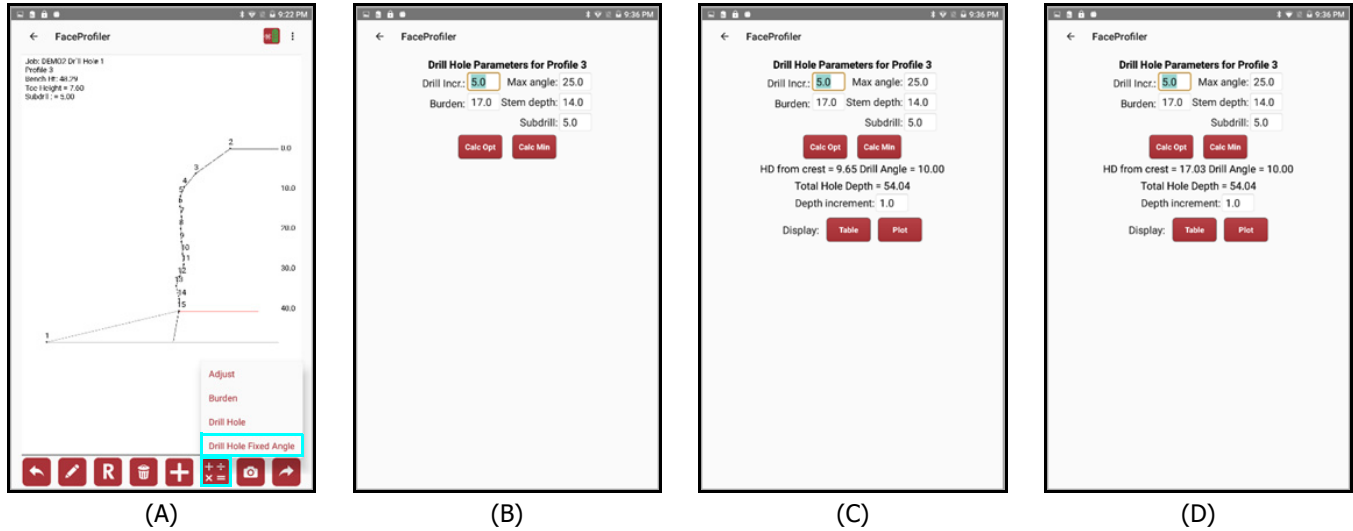 9:22 PM
FaceProfiler
Job: DEMO2 Drill Hole 1
Profile 3
Bench Ht: 48.29
Toe Height = 7.60
Subdrill : = 5.00
2
0.0
3
4
5
10.0
6
7
8
20.0
9
10
11
30.0
12
13
14
15
40.0
1
Adjust
Burden
Drill Hole
Drill Hole Fixed Angle
R
(A)
9:36 PM
FaceProfiler
Drill Hole Parameters for Profile 3
Drill Incr.: 5.0 Max angle: 25.0
Burden: 17.0 Stem depth: 14.0
Subdrill: 5.0
Calc Opt Calc Min
(B)
9:36 PM
FaceProfiler
Drill Hole Parameters for Profile 3
Drill Incr.: 5.0 Max angle: 25.0
Burden: 17.0 Stem depth: 14.0
Subdrill: 5.0
Calc Opt Calc Min
HD from crest = 9.65 Drill Angle = 10.00
Total Hole Depth = 54.04
Depth increment: 1.0
Display: Table Plot
(C)
9:36 PM
FaceProfiler
Drill Hole Parameters for Profile 3
Drill Incr.: 5.0 Max angle: 25.0
Burden: 17.0 Stem depth: 14.0
Subdrill: 5.0
Calc Opt Calc Min
HD from crest = 17.03 Drill Angle = 10.00
Total Hole Depth = 54.04
Depth increment: 1.0
Display: Table Plot
(D)